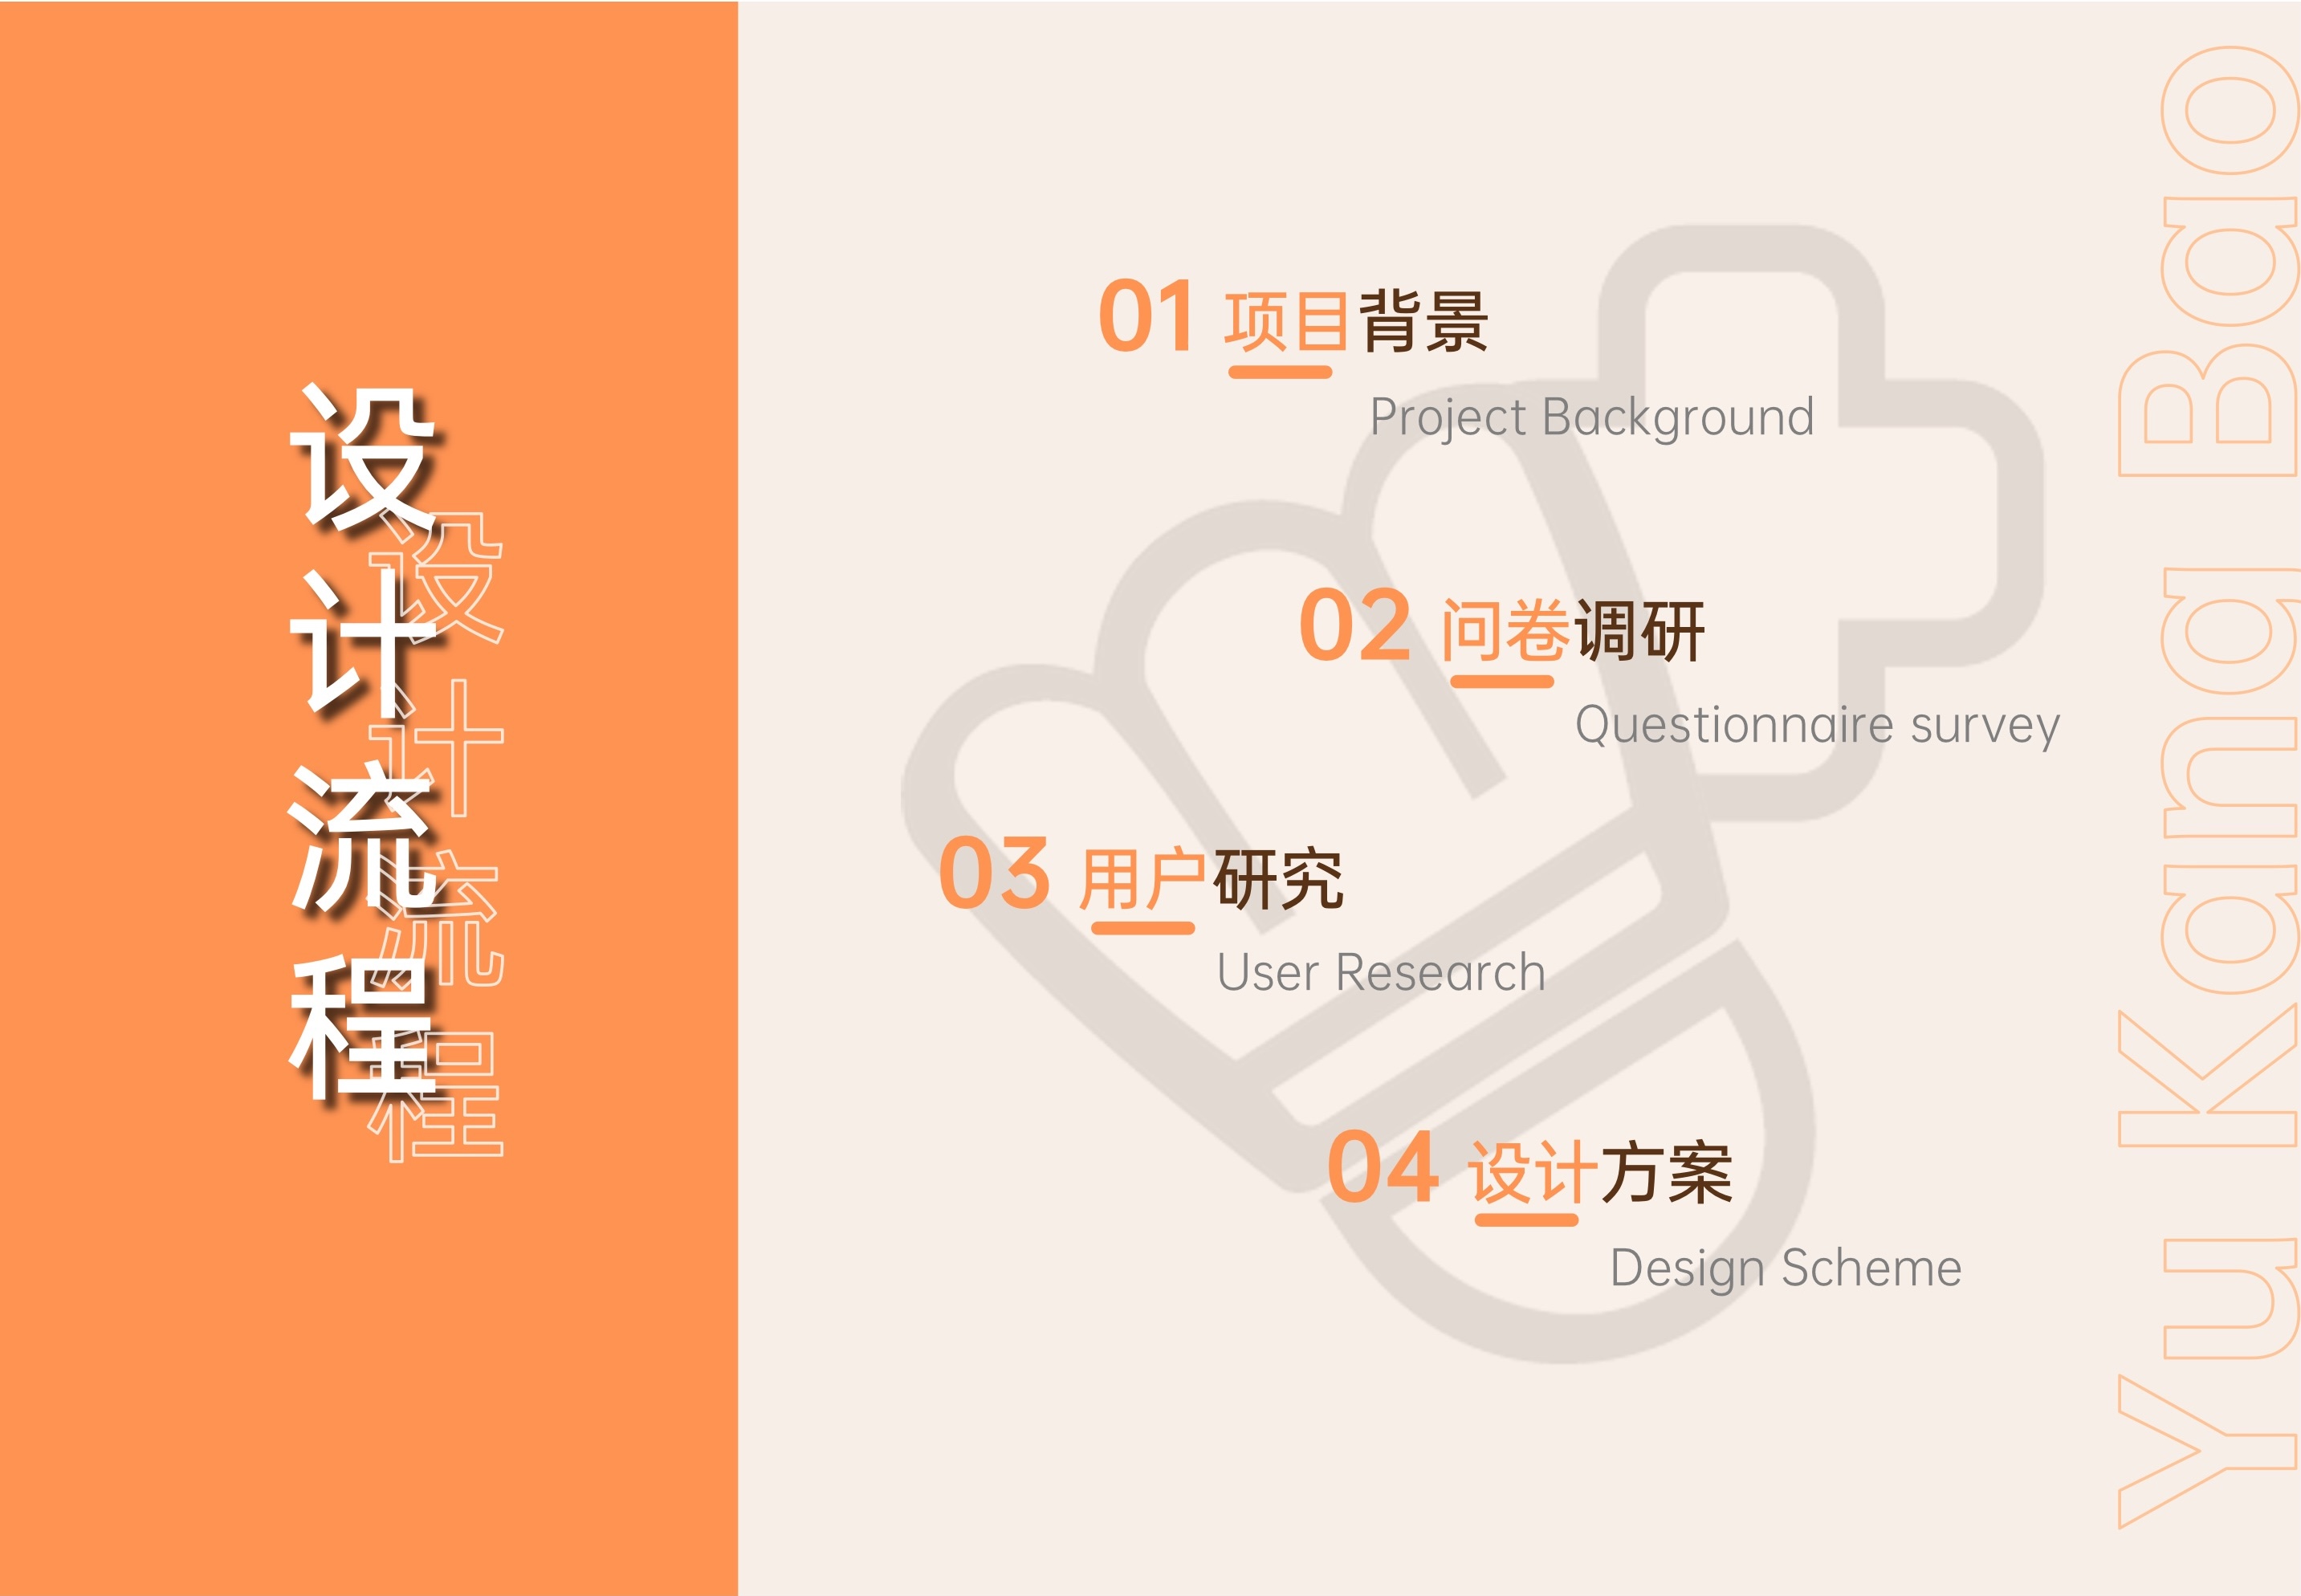 设计流程
设计流程
01 项目背景
Project Background
02 问卷调研
Questionnaire survey
03 用户研究
User Research
04 设计方案
Design Scheme
Yu Kang Bao